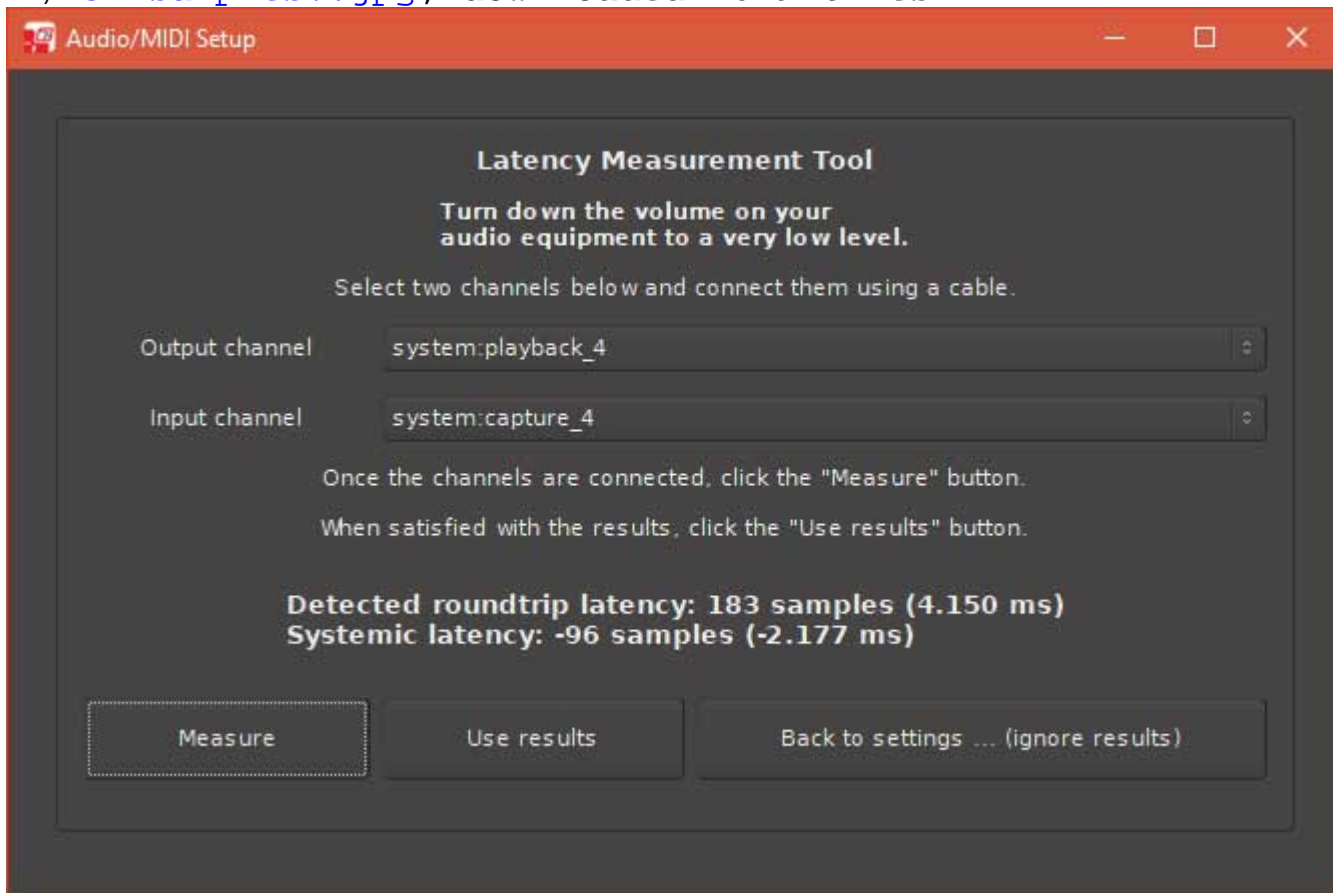 Audio/MIDI Setup
Latency Measurement Tool
Turn down the volume on your
audio equipment to a very low level.
Select two channels below and connect them using a cable.
Output channel system:playback_4
Input channel system:capture_4
Once the channels are connected, click the "Measure" button.
When satisfied with the results, click the "Use results" button.
Detected roundtrip latency: 183 samples (4.150 ms)
Systemic latency: -96 samples (-2.177 ms)
Measure Use results Back to settings ... (ignore results)